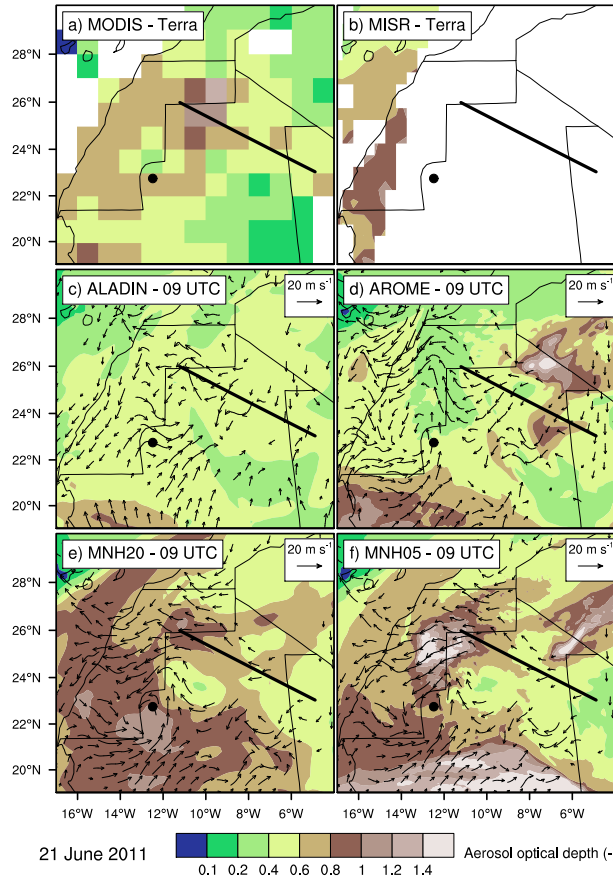 a) MODIS - Terra
b) MISR - Terra
28°N
26°N
24°N
22°N
20°N
c) ALADIN - 09 UTC
20 m s⁻¹
d) AROME - 09 UTC
20 m s⁻¹
28°N
26°N
24°N
22°N
20°N
e) MNH20 - 09 UTC
20 m s⁻¹
f) MNH05 - 09 UTC
20 m s⁻¹
28°N
26°N
24°N
22°N
20°N
16°W 14°W 12°W 10°W 8°W 6°W 16°W 14°W 12°W 10°W 8°W 6°W
21 June 2011
0.1 0.2 0.4 0.6 0.8 1 1.2 1.4
Aerosol optical depth (-